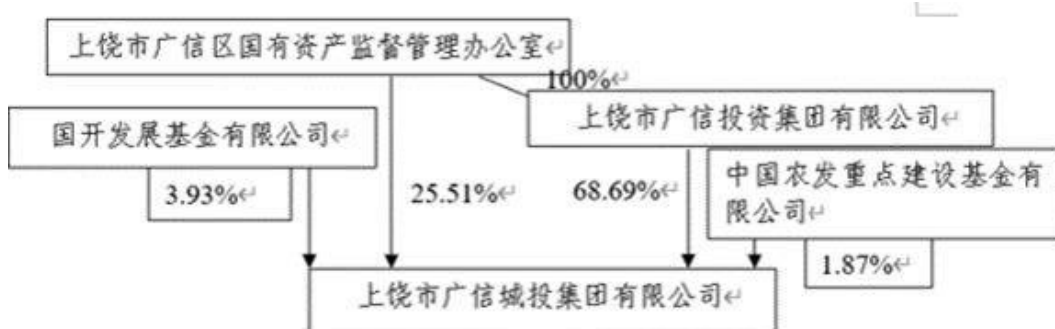 上饶市广信区国有资产监督管理办公室↵
100%↵
上饶市广信投资集团有限公司↵
国开发展基金有限公司↵
中国农发重点建设基金有
限公司↵
3.93%↵
25.51%↵
68.69%↵
1.87%↵
上饶市广信城投集团有限公司↵